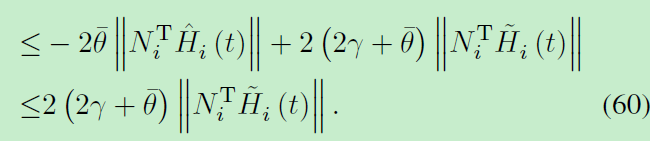 ≤ − 2θ̄ ‖N_i^T Ĥ_i (t)‖ + 2 (2γ + θ̄) ‖N_i^T H̃_i (t)‖
≤2 (2γ + θ̄) ‖N_i^T H̃_i (t)‖ . (60)